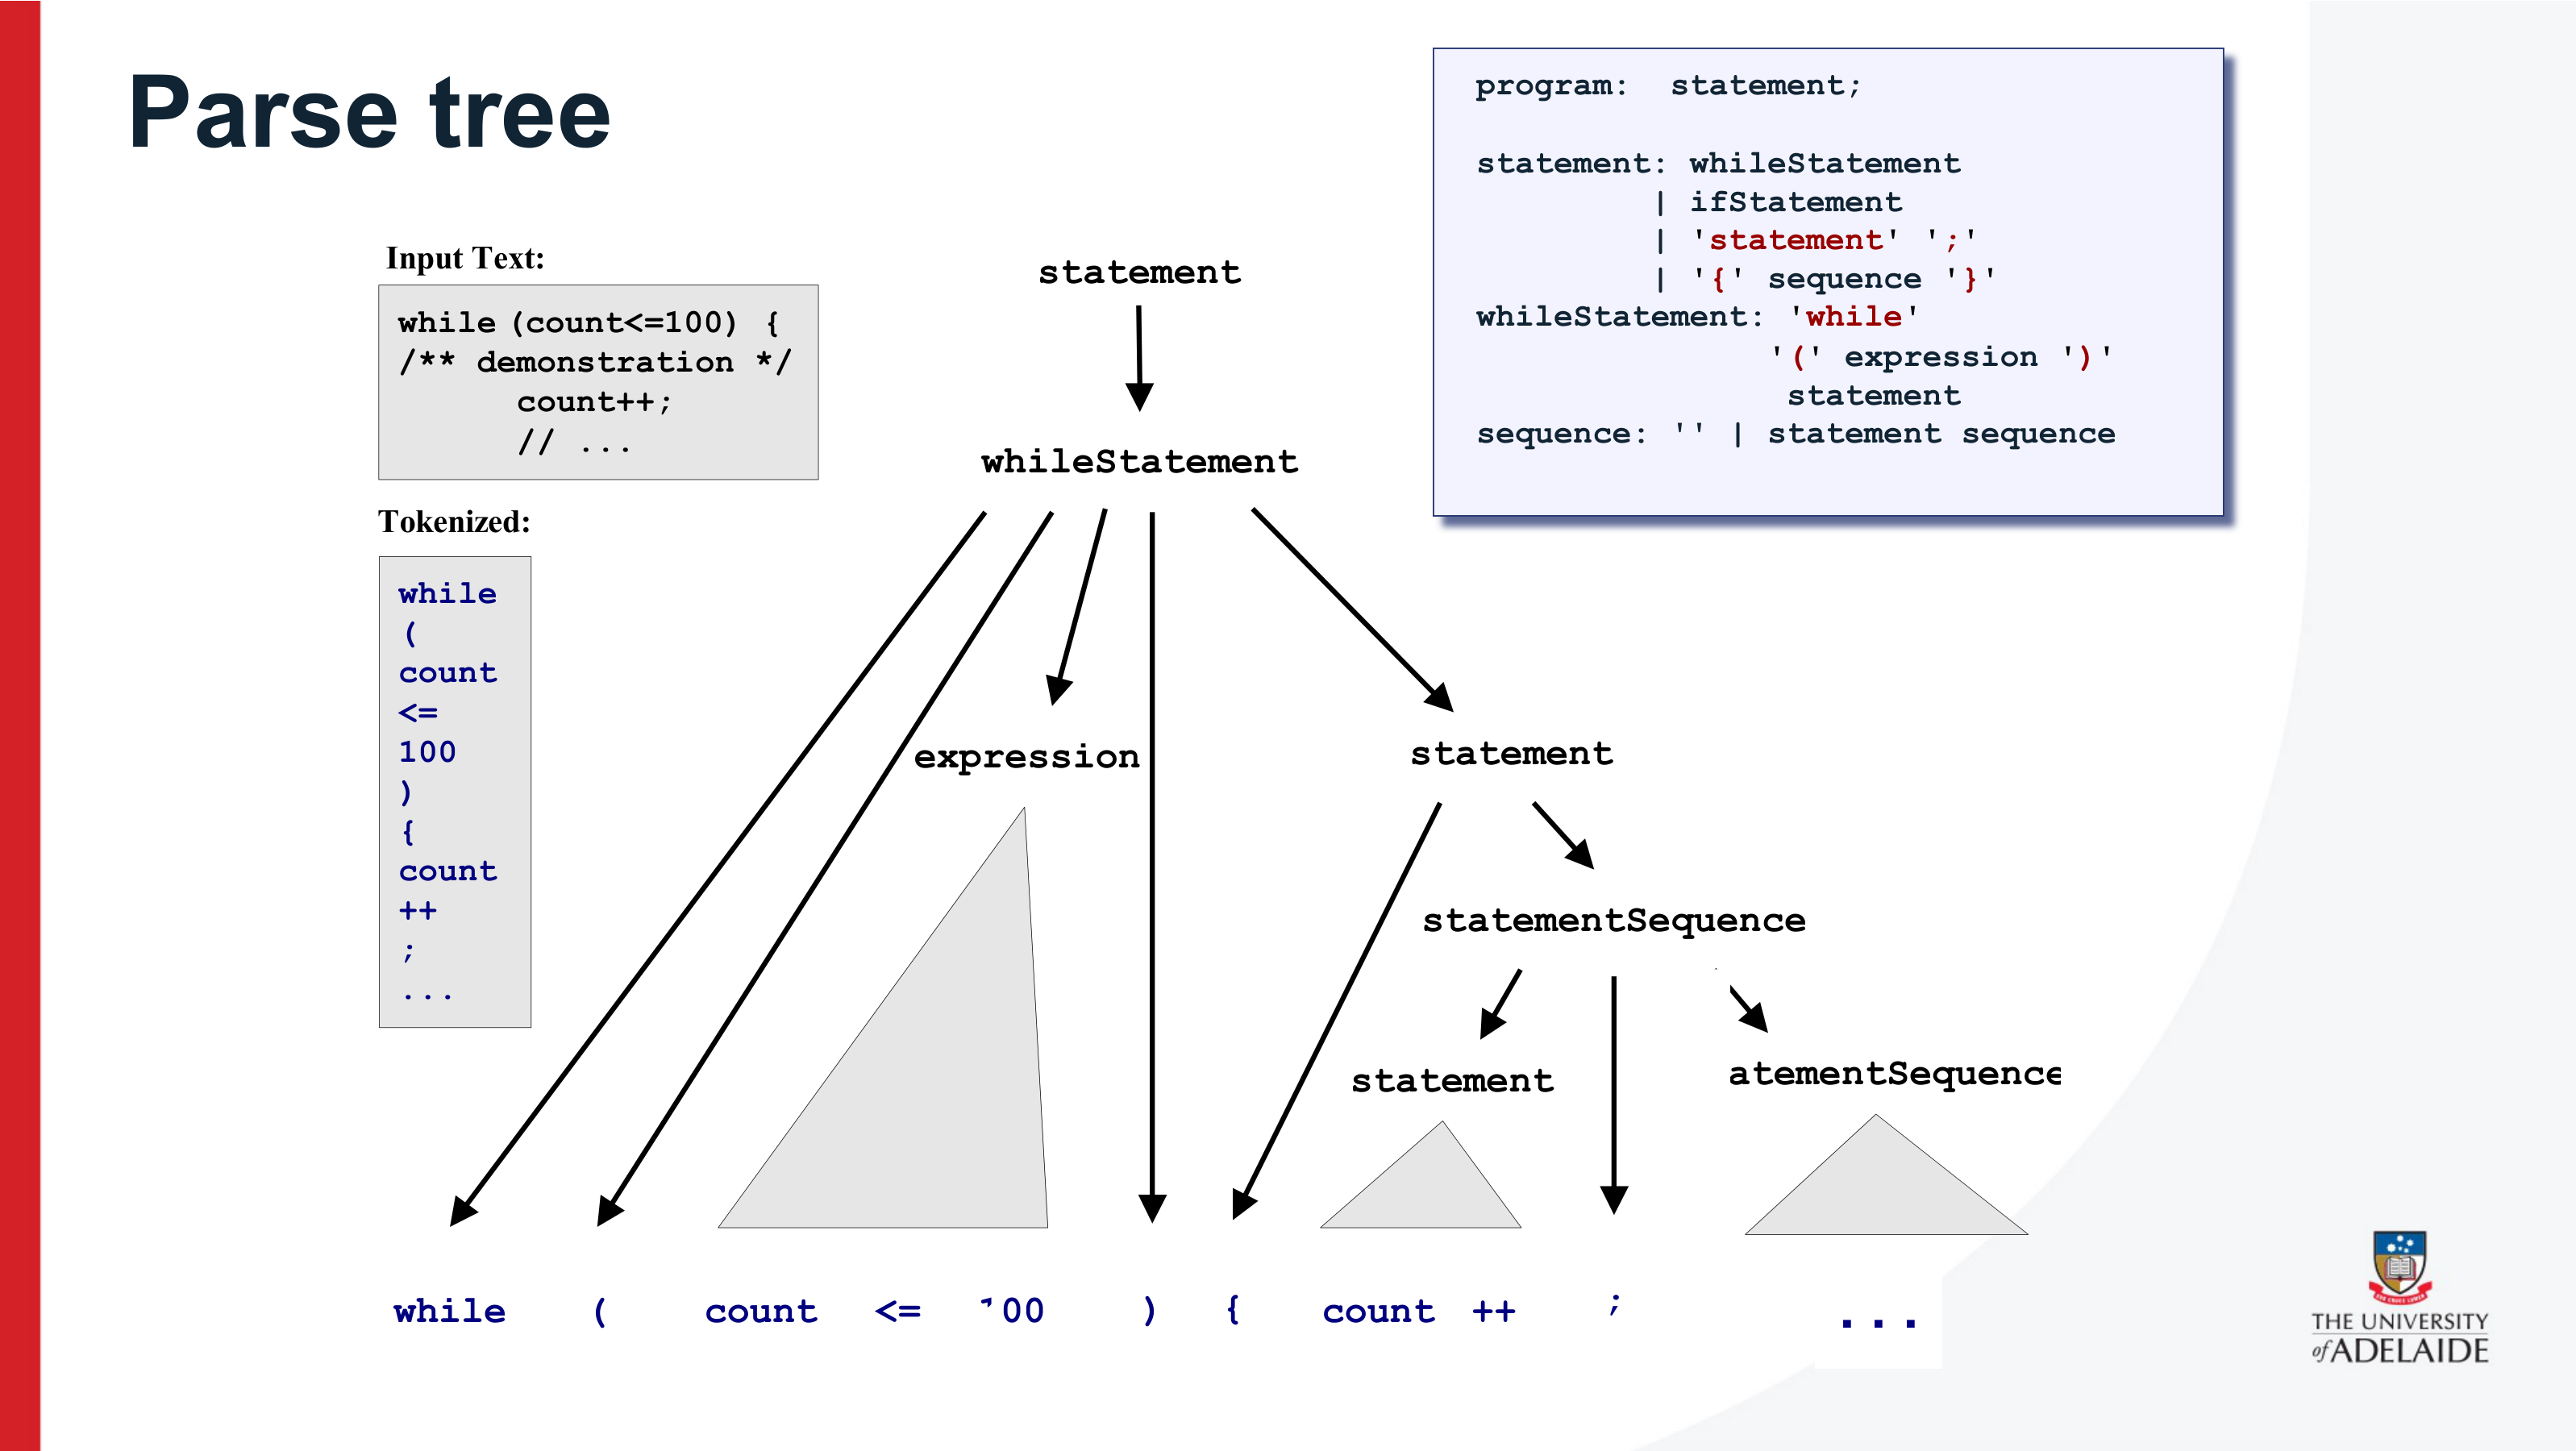 Parse tree
program:  statement;
statement: whileStatement
| ifStatement
| 'statement' ';'
| '{' sequence '}'
whileStatement: 'while'
'(' expression ')'
statement
sequence: '' | statement sequence
Input Text:
while (count<=100) {
/** demonstration */
count++;
// ...
Tokenized:
while
(
count
<=
100
)
{
count
++
;
...
statement
whileStatement
expression
statement
statementSequence
statement
atementSequence
while ( count <= 100 ) { count ++ ; ...
THE UNIVERSITY
of ADELAIDE